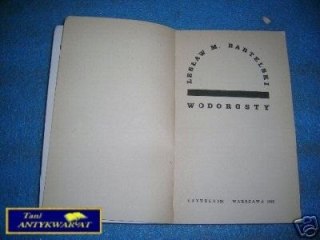 LESŁAW M. BARTELSKI
WODOROSTY
CZYTELNIK WARSZAWA
Tani
ANTYKWARIAT